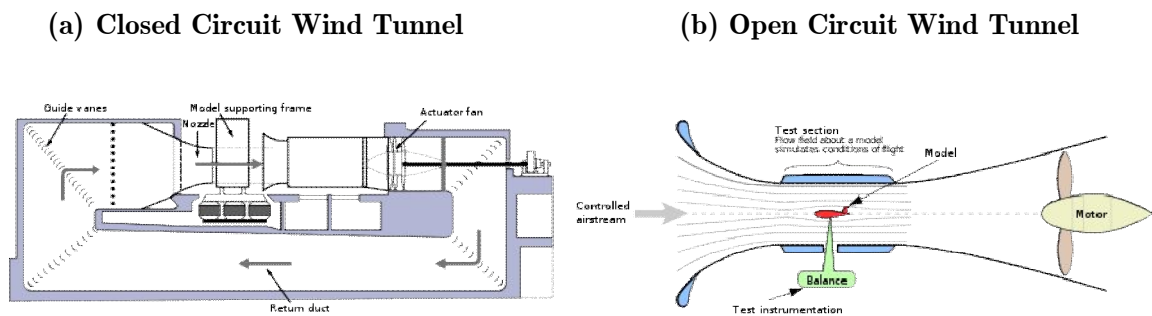 (a) Closed Circuit Wind Tunnel
Guide vanes
Model supporting frame
Nozzle
Actuator fan
Return duct
(b) Open Circuit Wind Tunnel
Test section
Flow field about a model
simulates conditions of flight
Model
Controlled
airstream
Motor
Balance
Test instrumentation